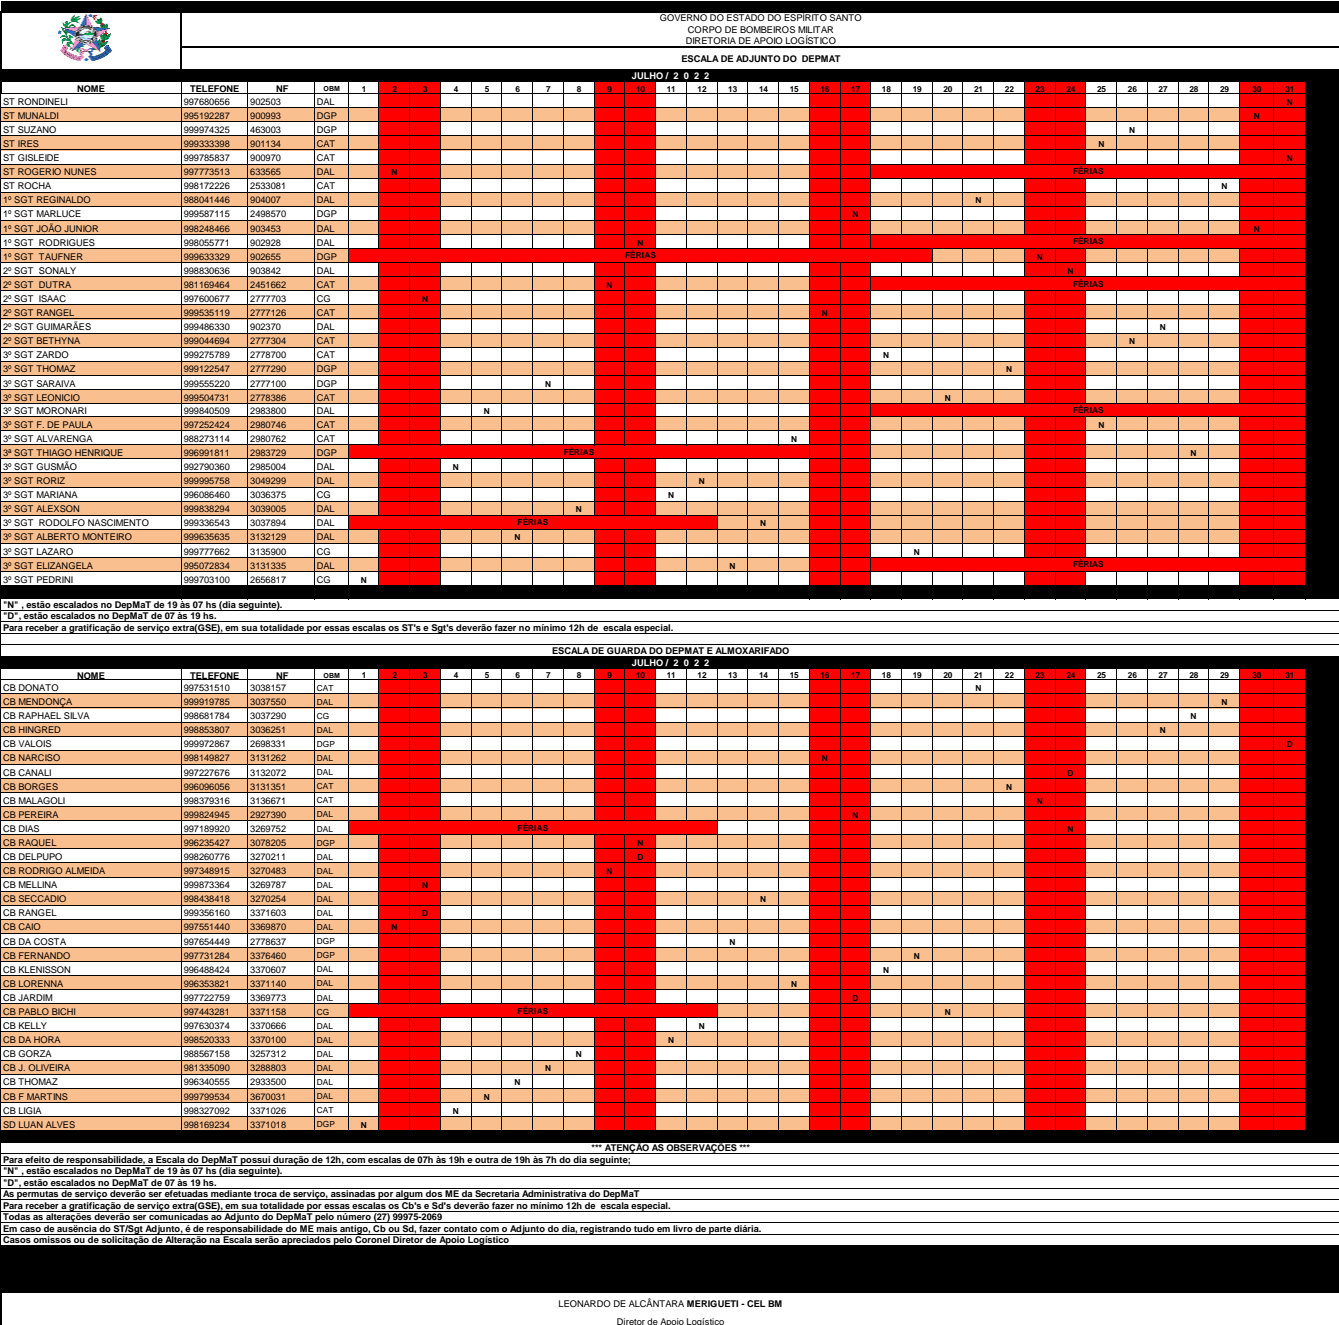 GOVERNO DO ESTADO DO ESPÍRITO SANTO
CORPO DE BOMBEIROS MILITAR
DIRETORIA DE APOIO LOGÍSTICO
ESCALA DE ADJUNTO DO DEPMAT
JULHO / 2 0 2 2
NOME TELEFONE NF OBM 1 2 3 4 5 6 7 8 9 10 11 12 13 14 15 16 17 18 19 20 21 22 23 24 25 26 27 28 29 30 31
ST RONDINELI 997680656 902503 DAL N
ST MUNALDI 995192287 900993 DGP N
ST SUZANO 999974325 463003 DGP N
ST IRES 999333398 901134 CAT N
ST GISLEIDE 999785837 900970 CAT N
ST ROGERIO NUNES 997773513 633565 DAL N FÉRIAS
ST ROCHA 998172226 2533081 CAT N
1º SGT REGINALDO 988041446 904007 DAL N
1º SGT MARLUCE 999587115 2498570 DGP N
1º SGT JOÃO JUNIOR 998248466 903453 DAL N
1º SGT RODRIGUES 998055771 902928 DAL N FÉRIAS
1º SGT TAUFNER 999633329 902655 DGP FÉRIAS N
2º SGT SONALY 998830636 903842 DAL N
2º SGT DUTRA 981169464 2451662 CAT N FÉRIAS
2º SGT ISAAC 997600677 2777703 CG N
2º SGT RANGEL 999535119 2777126 CAT N
2º SGT GUIMARÃES 999486330 902370 DAL N
2º SGT BETHYNA 999044694 2777304 CAT N
3º SGT ZARDO 999275789 2778700 CAT N
3º SGT THOMAZ 999122547 2777290 DGP N
3º SGT SARAIVA 999555220 2777100 DGP N
3º SGT LEONICIO 999504731 2778386 CAT N
3º SGT MORONARI 999840509 2983800 DAL N FÉRIAS
3º SGT F. DE PAULA 997252424 2980746 CAT N
3º SGT ALVARENGA 988273114 2980762 CAT N
3ª SGT THIAGO HENRIQUE 996991811 2983729 DGP FÉRIAS N
3º SGT GUSMÃO 992790360 2985004 DAL N
3º SGT RORIZ 999995758 3049299 DAL N
3º SGT MARIANA 996086460 3036375 CG N
3º SGT ALEXSON 999838294 3039005 DAL N
3º SGT RODOLFO NASCIMENTO 999336543 3037894 DAL FÉRIAS N
3º SGT ALBERTO MONTEIRO 999635635 3132129 DAL N
3º SGT LAZARO 999777662 3135900 CG N
3º SGT ELIZANGELA 995072834 3131335 DAL N FÉRIAS
3º SGT PEDRINI 999703100 2656817 CG N
"N" , estão escalados no DepMaT de 19 às 07 hs (dia seguinte).
"D", estão escalados no DepMaT de 07 às 19 hs.
Para receber a gratificação de serviço extra(GSE), em sua totalidade por essas escalas os ST's e Sgt's deverão fazer no mínimo 12h de escala especial.
ESCALA DE GUARDA DO DEPMAT E ALMOXARIFADO
JULHO / 2 0 2 2
NOME TELEFONE NF OBM 1 2 3 4 5 6 7 8 9 10 11 12 13 14 15 16 17 18 19 20 21 22 23 24 25 26 27 28 29 30 31
CB DONATO 997531510 3038157 CAT N
CB MENDONÇA 999919785 3037550 DAL N
CB RAPHAEL SILVA 998681784 3037290 CG N
CB HINGRED 998853807 3036251 DAL N
CB VALOIS 999972867 2698331 DGP D
CB NARCISO 998149827 3131262 DAL N
CB CANALI 997227676 3132072 DAL D
CB BORGES 996096056 3131351 CAT N
CB MALAGOLI 998379316 3136671 CAT N
CB PEREIRA 999824945 2927390 DAL N
CB DIAS 997189920 3269752 DAL FÉRIAS N
CB RAQUEL 996235427 3078205 DGP N
CB DELPUPO 998260776 3270211 DAL D
CB RODRIGO ALMEIDA 997348915 3270483 DAL N
CB MELLINA 999873364 3269787 DAL N
CB SECCADIO 998438418 3270254 DAL N
CB RANGEL 999356160 3371603 DAL D
CB CAIO 997551440 3369870 DAL N
CB DA COSTA 997654449 2778637 DGP N
CB FERNANDO 997731284 3376460 DGP N
CB KLENISSON 996488424 3370607 DAL N
CB LORENNA 996353821 3371140 DAL N
CB JARDIM 997722759 3369773 DAL D
CB PABLO BICHI 997443281 3371158 CG FÉRIAS N
CB KELLY 997630374 3370666 DAL N
CB DA HORA 998520333 3370100 DAL N
CB GORZA 988567158 3257312 DAL N
CB J. OLIVEIRA 981335090 3288803 DAL N
CB THOMAZ 996340555 2933500 DAL N
CB F MARTINS 999799534 3670031 DAL N
CB LIGIA 998327092 3371026 CAT N
SD LUAN ALVES 998169234 3371018 DGP N
*** ATENÇÃO AS OBSERVAÇÕES ***
Para efeito de responsabilidade, a Escala do DepMaT possui duração de 12h, com escalas de 07h às 19h e outra de 19h às 7h do dia seguinte;
"N" , estão escalados no DepMaT de 19 às 07 hs (dia seguinte).
"D", estão escalados no DepMaT de 07 às 19 hs.
As permutas de serviço deverão ser efetuadas mediante troca de serviço, assinadas por algum dos ME da Secretaria Administrativa do DepMaT
Para receber a gratificação de serviço extra(GSE), em sua totalidade por essas escalas os Cb's e Sd's deverão fazer no mínimo 12h de escala especial.
Todas as alterações deverão ser comunicadas ao Adjunto do DepMaT pelo número (27) 99975-2069
Em caso de ausência do ST/Sgt Adjunto, é de responsabilidade do ME mais antigo, Cb ou Sd, fazer contato com o Adjunto do dia, registrando tudo em livro de parte diária.
Casos omissos ou de solicitação de Alteração na Escala serão apreciados pelo Coronel Diretor de Apoio Logístico
LEONARDO DE ALCÂNTARA MERIGUETI - CEL BM
Diretor de Apoio Logístico